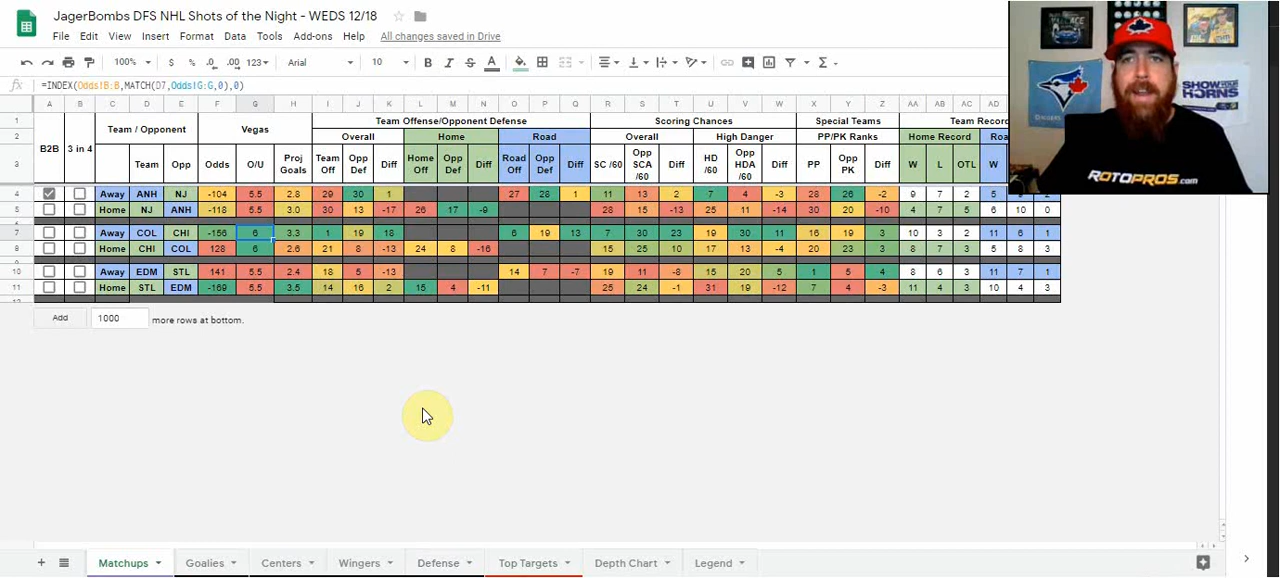 JagerBombs DFS NHL Shots of the Night - WEDS 12/18
File Edit View Insert Format Data Tools Add-ons Help All changes saved in Drive
100% $ % .0 .00 123 Arial 10 B I S A
fx =INDEX(Odds!B:B,MATCH(D7,Odds!G:G,0),0)
A B C D E F G H I J K L M N O P Q R S T U V W X Y Z AA AB AC AD
1 B2B 3 in 4 Team / Opponent Vegas Team Offense/Opponent Defense Scoring Chances Special Teams Team Record
2 Overall Home Road Overall High Danger PP/PK Ranks Home Record
3 Team Opp Odds O/U Proj Goals Team Off Opp Def Diff Home Off Opp Def Diff Road Off Opp Def Diff SC /60 Opp SCA /60 Diff HD /60 Opp HDA /60 Diff PP Opp PK Diff W L OTL W
4 Away ANH NJ -104 5.5 2.8 29 30 1 27 28 1 11 13 2 7 4 -3 28 26 -2 9 7 2 5
5 Home NJ ANH -118 5.5 3.0 30 13 -17 26 17 -9 28 15 -13 25 11 -14 30 20 -10 4 7 5 6 10 0
7 Away COL CHI -156 6 3.3 1 19 18 6 19 13 7 30 23 19 30 11 16 19 3 10 3 2 11 6 1
8 Home CHI COL 128 6 2.6 21 8 -13 24 8 -16 15 25 10 17 13 -4 20 23 3 8 7 3 5 8 3
10 Away EDM STL 141 5.5 2.4 18 5 -13 14 7 -7 19 11 -8 15 20 5 1 5 4 8 6 3 11 7 1
11 Home STL EDM -169 5.5 3.5 14 16 2 15 4 -11 25 24 -1 31 19 -12 7 4 -3 11 4 3 10 4 3
Add 1000 more rows at bottom.
Matchups Goalies Centers Wingers Defense Top Targets Depth Chart Legend
SHOW YOUR HORNS
ROTOPROS.com